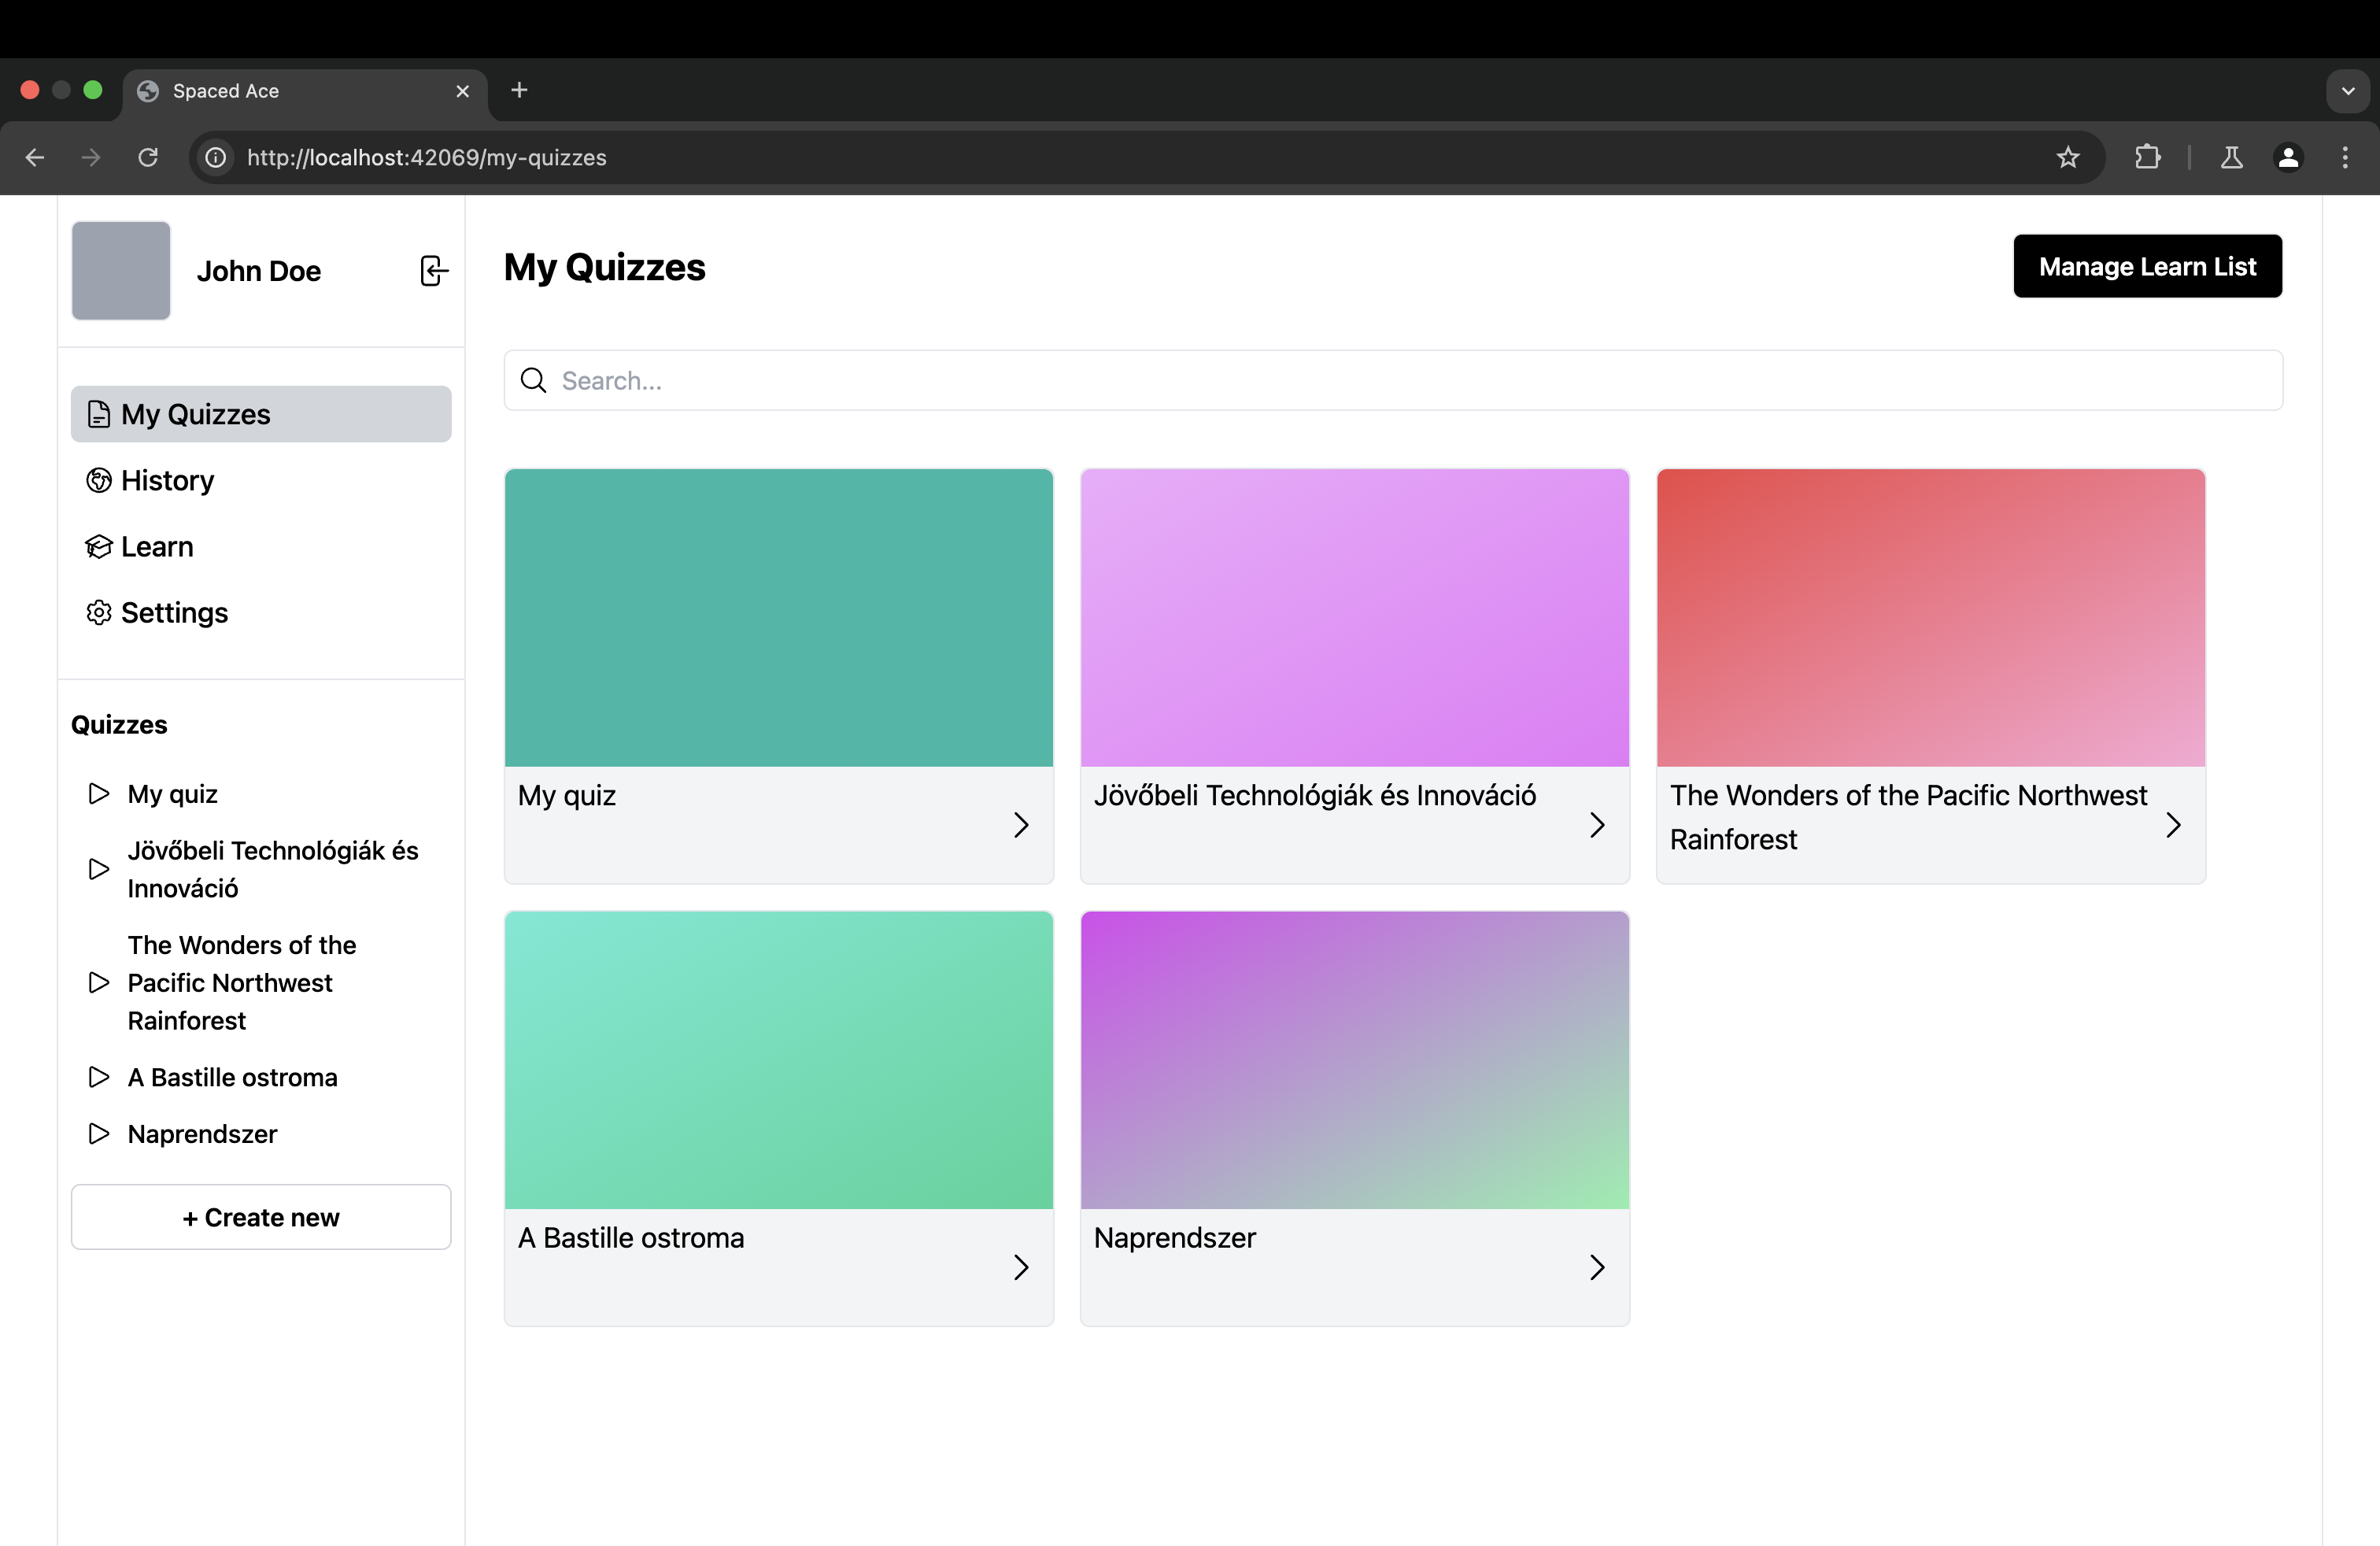 Spaced Ace
http://localhost:42069/my-quizzes
John Doe
My Quizzes
History
Learn
Settings
Quizzes
My quiz
Jövőbeli Technológiák és
Innováció
The Wonders of the
Pacific Northwest
Rainforest
A Bastille ostroma
Naprendszer
+ Create new
My Quizzes
Manage Learn List
Search...
My quiz
Jövőbeli Technológiák és Innováció
The Wonders of the Pacific Northwest
Rainforest
A Bastille ostroma
Naprendszer